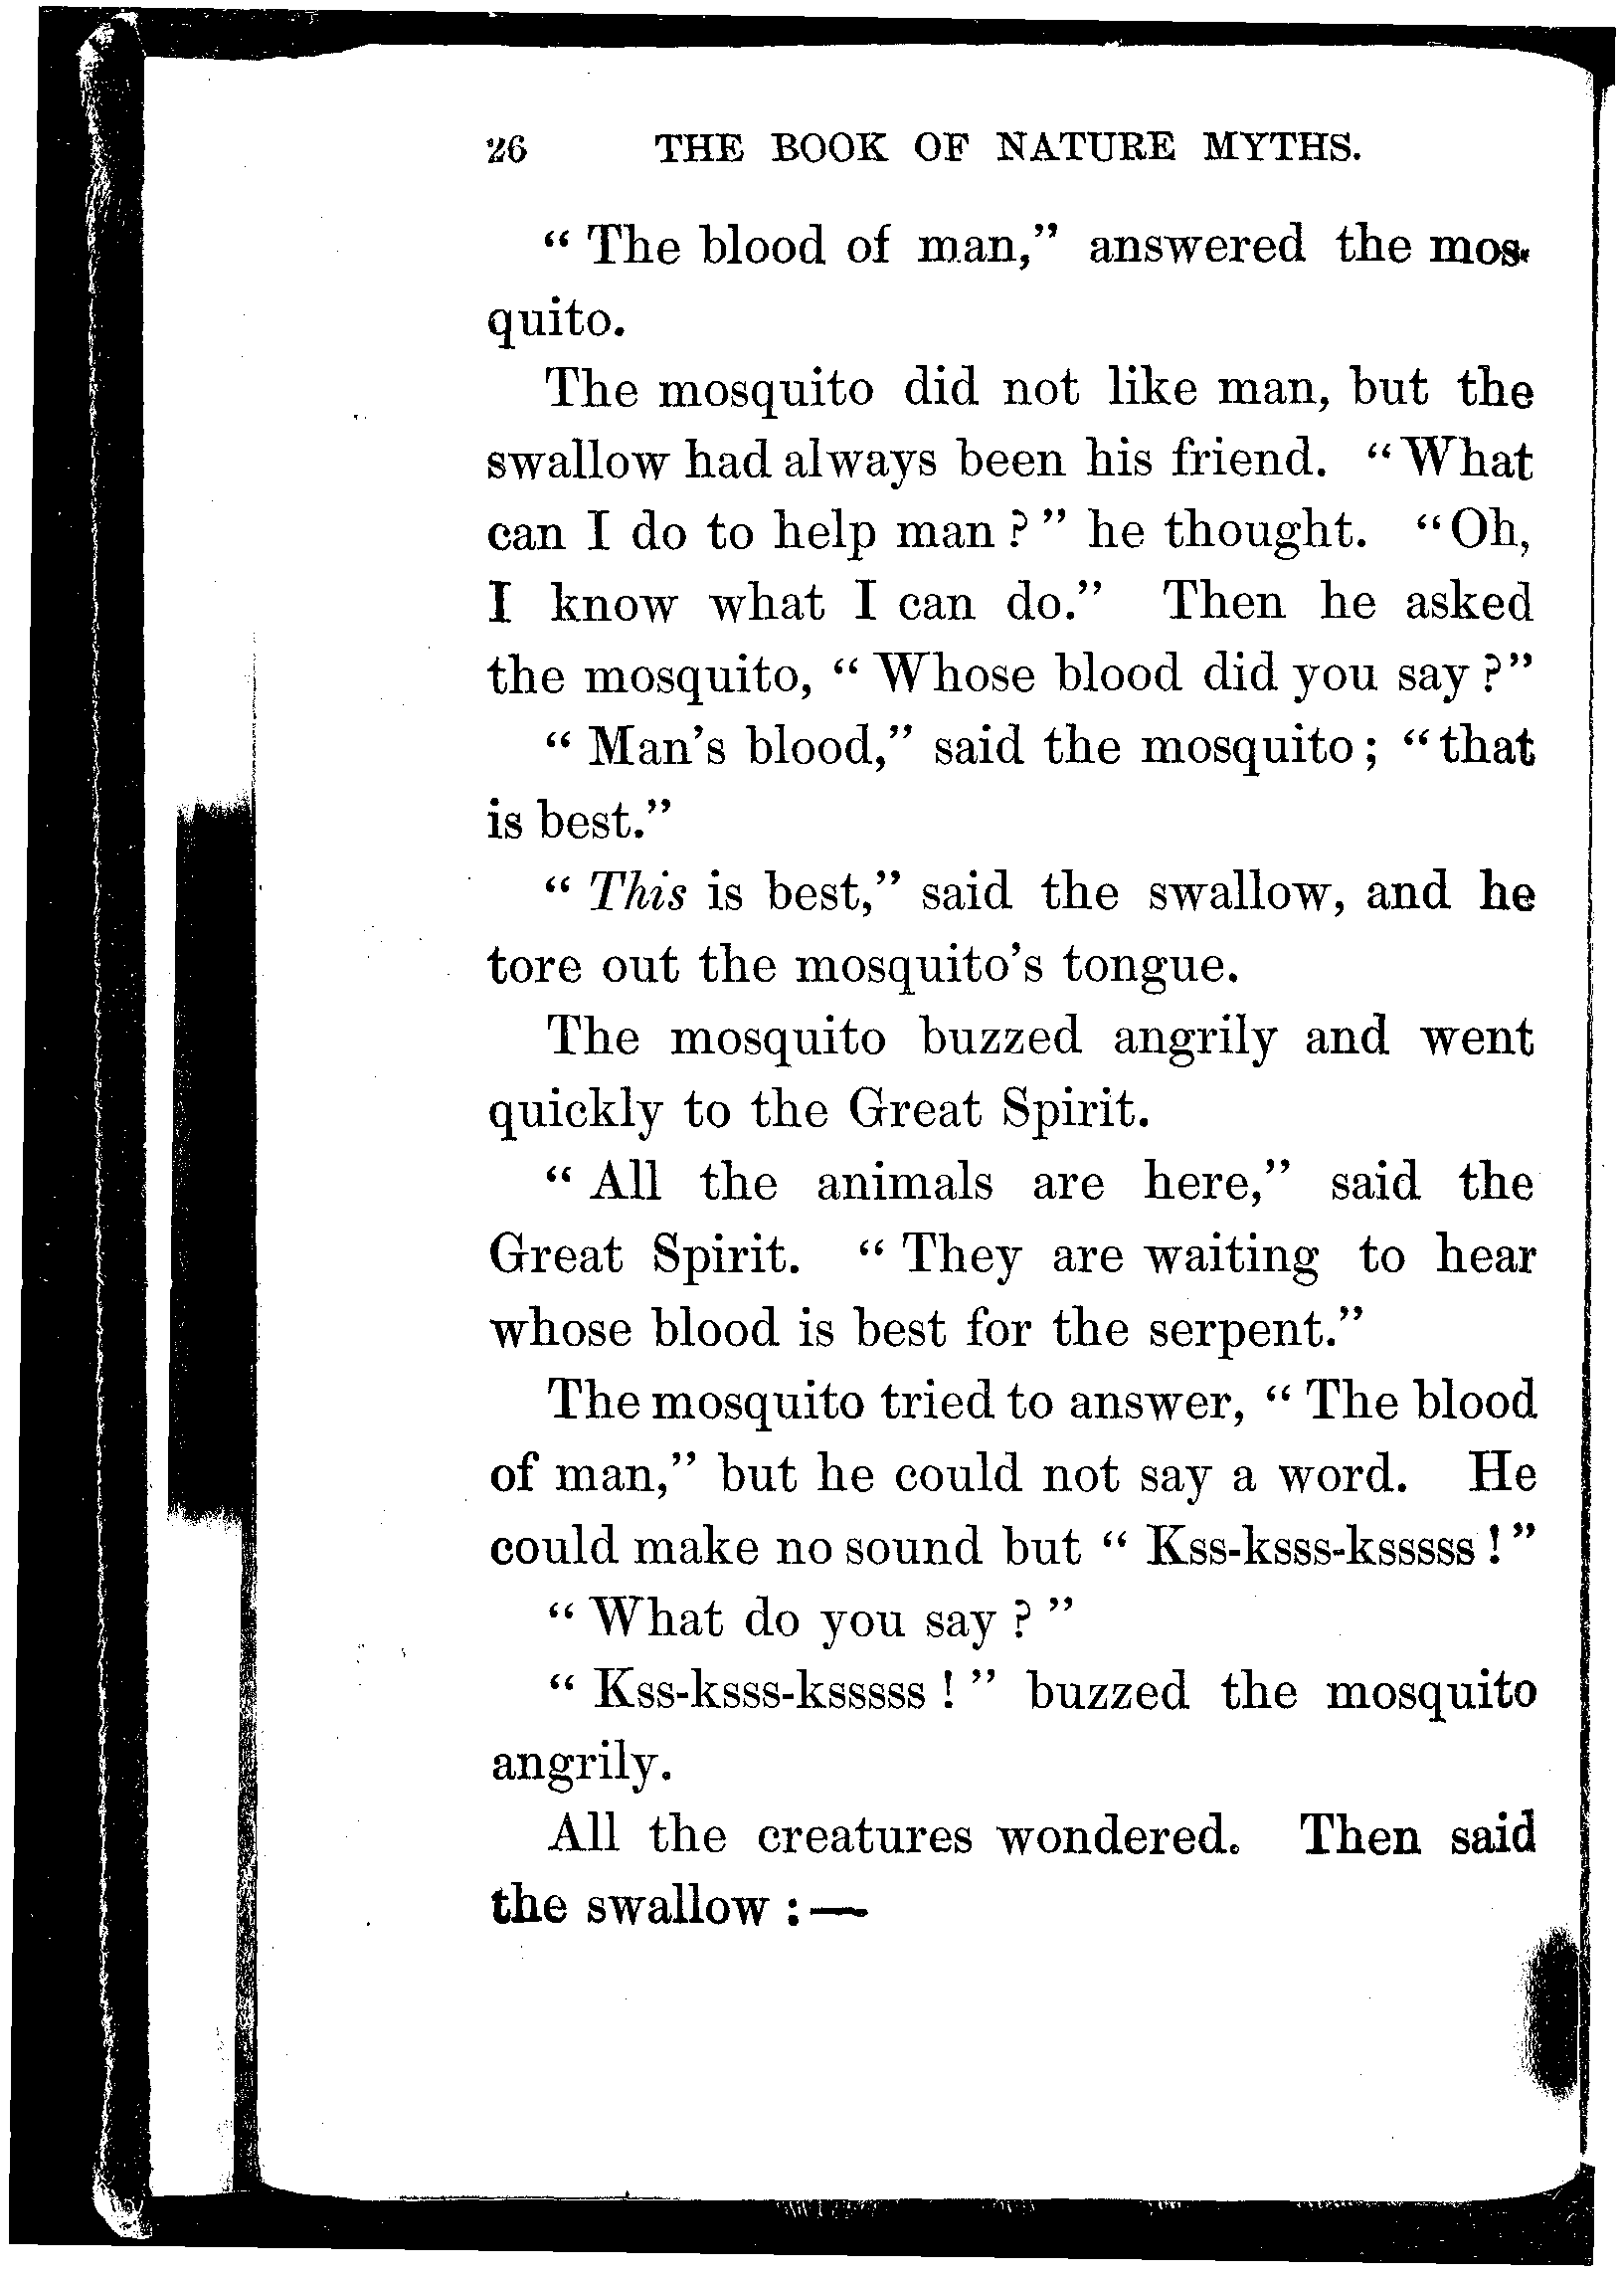 26 THE BOOK OF NATURE MYTHS.
“ The blood of man,” answered the mos-
quito.
The mosquito did not like man, but the
swallow had always been his friend. “ What
can I do to help man ? ” he thought. “ Oh,
I know what I can do.” Then he asked
the mosquito, “ Whose blood did you say ?”
“ Man's blood,” said the mosquito ; “ that
is best.”
“ This is best,” said the swallow, and he
tore out the mosquito's tongue.
The mosquito buzzed angrily and went
quickly to the Great Spirit.
“ All the animals are here,” said the
Great Spirit. “ They are waiting to hear
whose blood is best for the serpent.”
The mosquito tried to answer, “ The blood
of man,” but he could not say a word. He
could make no sound but “ Kss-ksss-ksssss ! ”
“ What do you say ? ”
“ Kss-ksss-ksssss ! ” buzzed the mosquito
angrily.
All the creatures wondered. Then said
the swallow : —